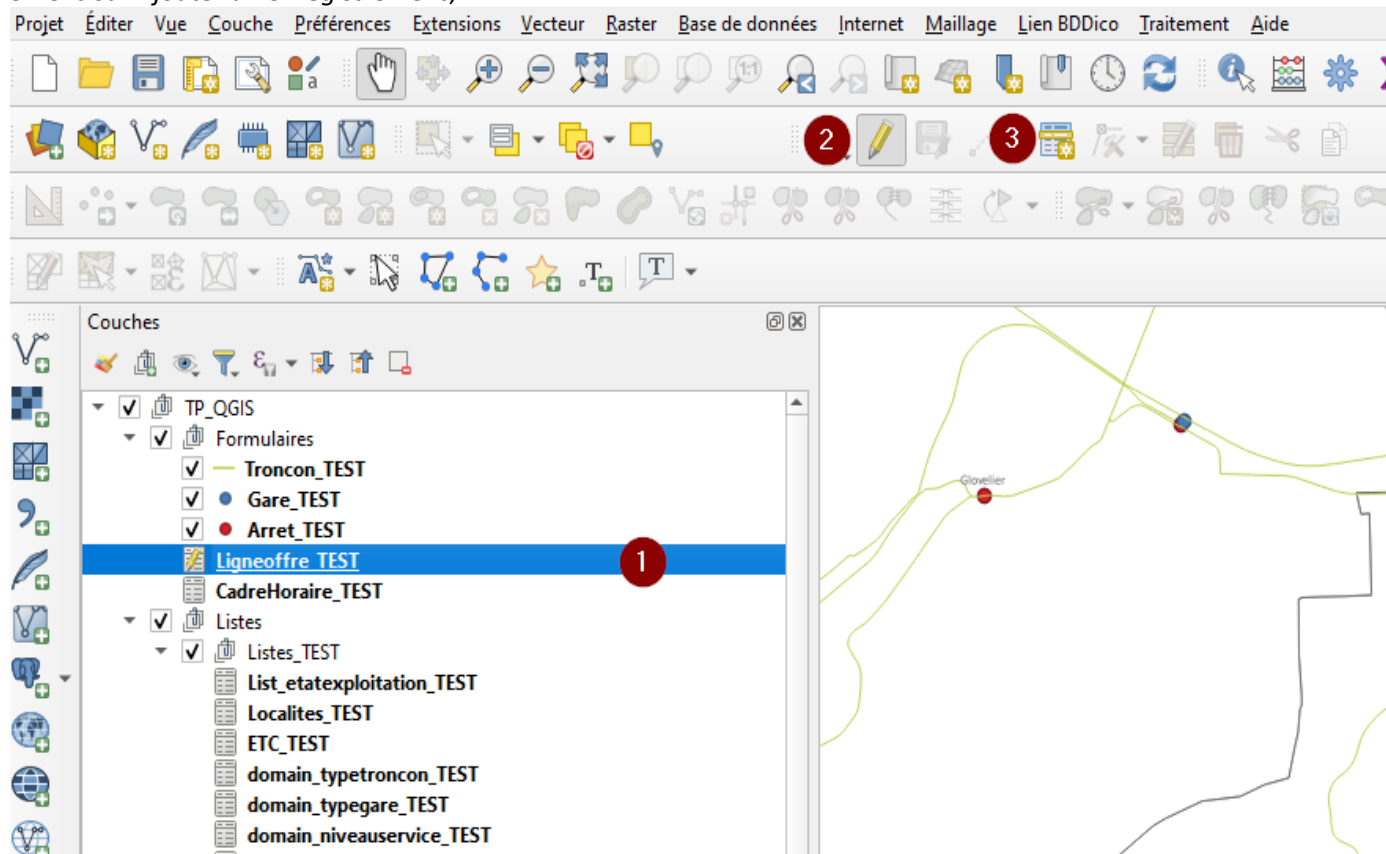 Projet Éditer Vue Couche Préférences Extensions Vecteur Raster Base de données Internet Maillage Lien BDDico Traitement Aide
2
3
Couches
TP_QGIS
Formulaires
Troncon_TEST
Gare_TEST
Arret_TEST
Ligneoffre_TEST
1
CadreHoraire_TEST
Listes
Listes_TEST
List_etatexploitation_TEST
Localites_TEST
ETC_TEST
domain_typetroncon_TEST
domain_typegare_TEST
domain_niveauservice_TEST
Glovelier